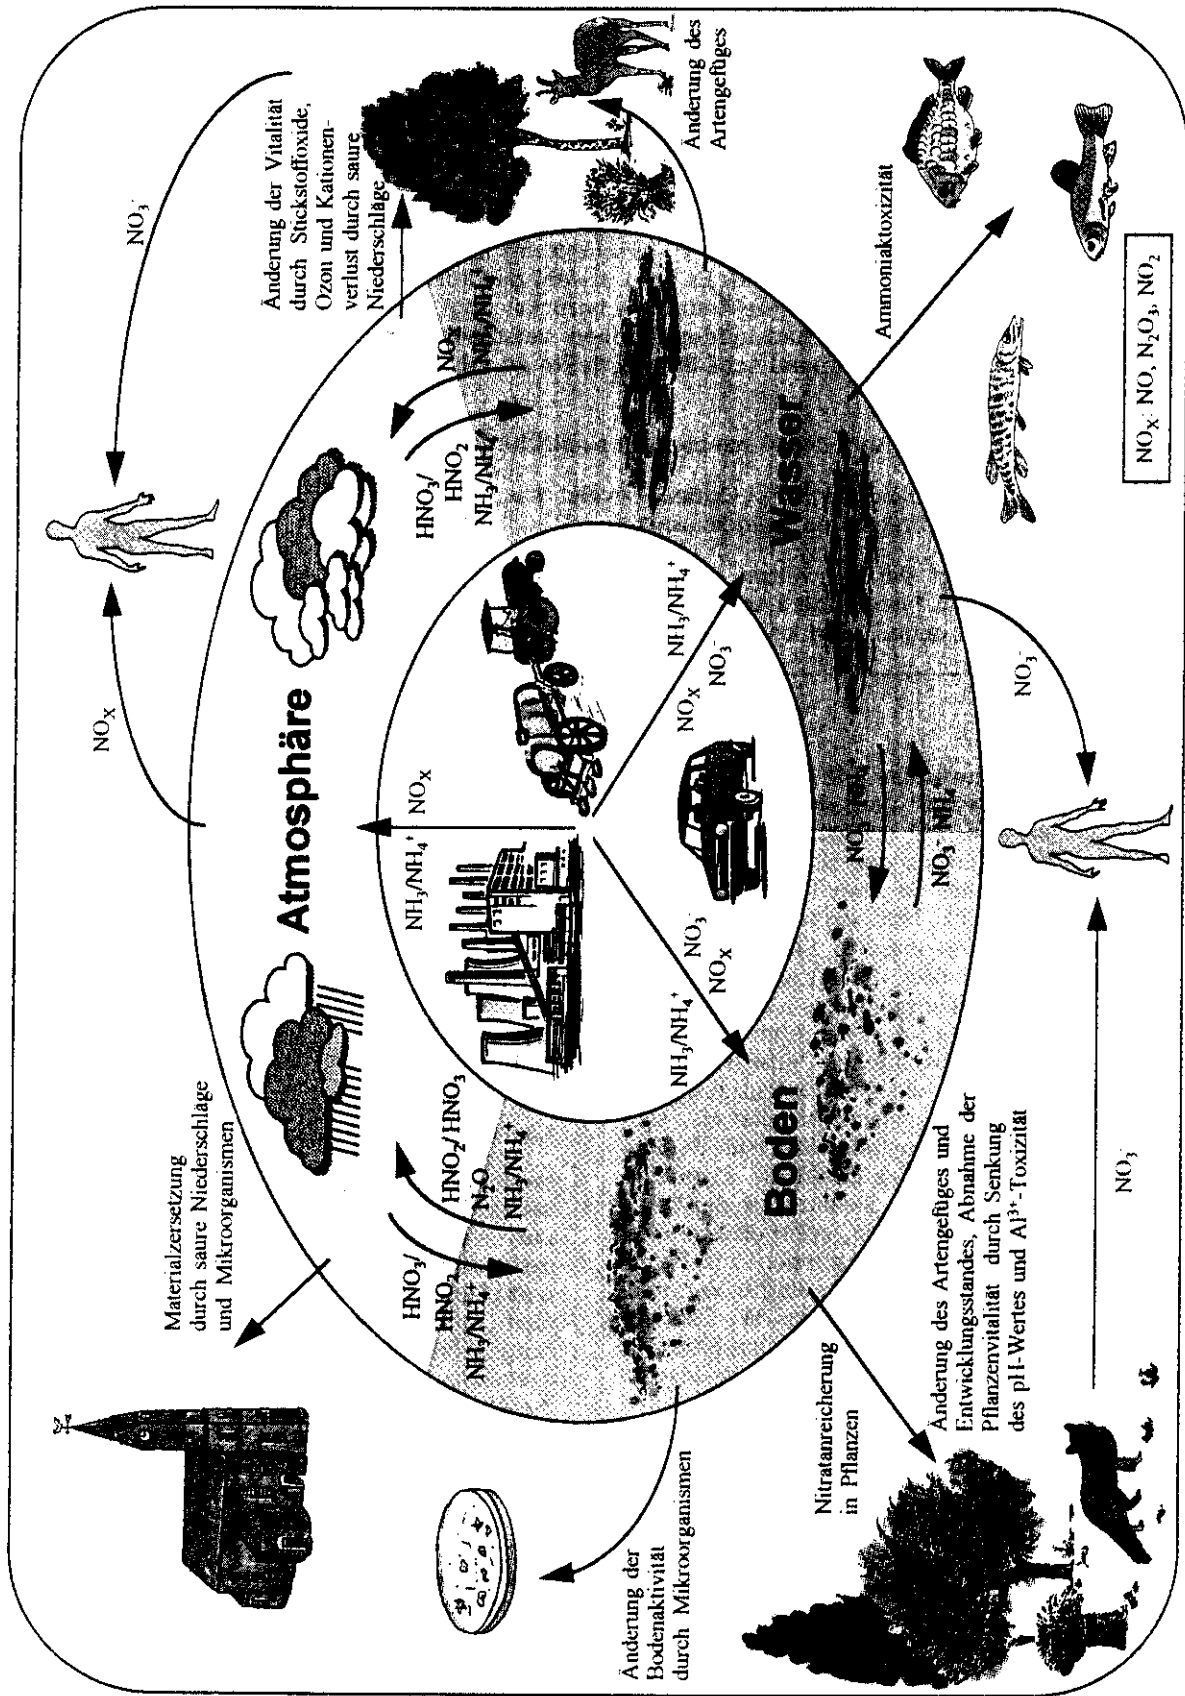 Materialzersetzung
durch saure Niederschläge
und Mikroorganismen
NOX
NO3-
Atmosphäre
Änderung der Vitalität
durch Stickstoffoxide,
Ozon und Kationen-
verlust durch saure
Niederschläge
HNO3/
HNO2
NH3/NH4+
HNO2/HNO3
N2O
NH3/NH4+
NH3/NH4+
NOX
HNO3/
HNO2
NH3/NH4+
NOX
NH3/NH4+
Änderung der
Bodenaktivität
durch Mikroorganismen
Änderung des
Artengefüges
NH3/NH4+
NO3-
NOX
NH3/NH4+
NOX
NO3-
Boden
Wasser
Nitratanreicherung
in Pflanzen
NO3- NH4+
NO3- NH4+
Ammoniaktoxizität
Änderung des Artengefüges und
Entwicklungsstandes, Abnahme der
Pflanzenvitalität durch Senkung
des pH-Wertes und Al3+-Toxizität
NO3-
NO3-
NOX: NO, N2O3, NO2